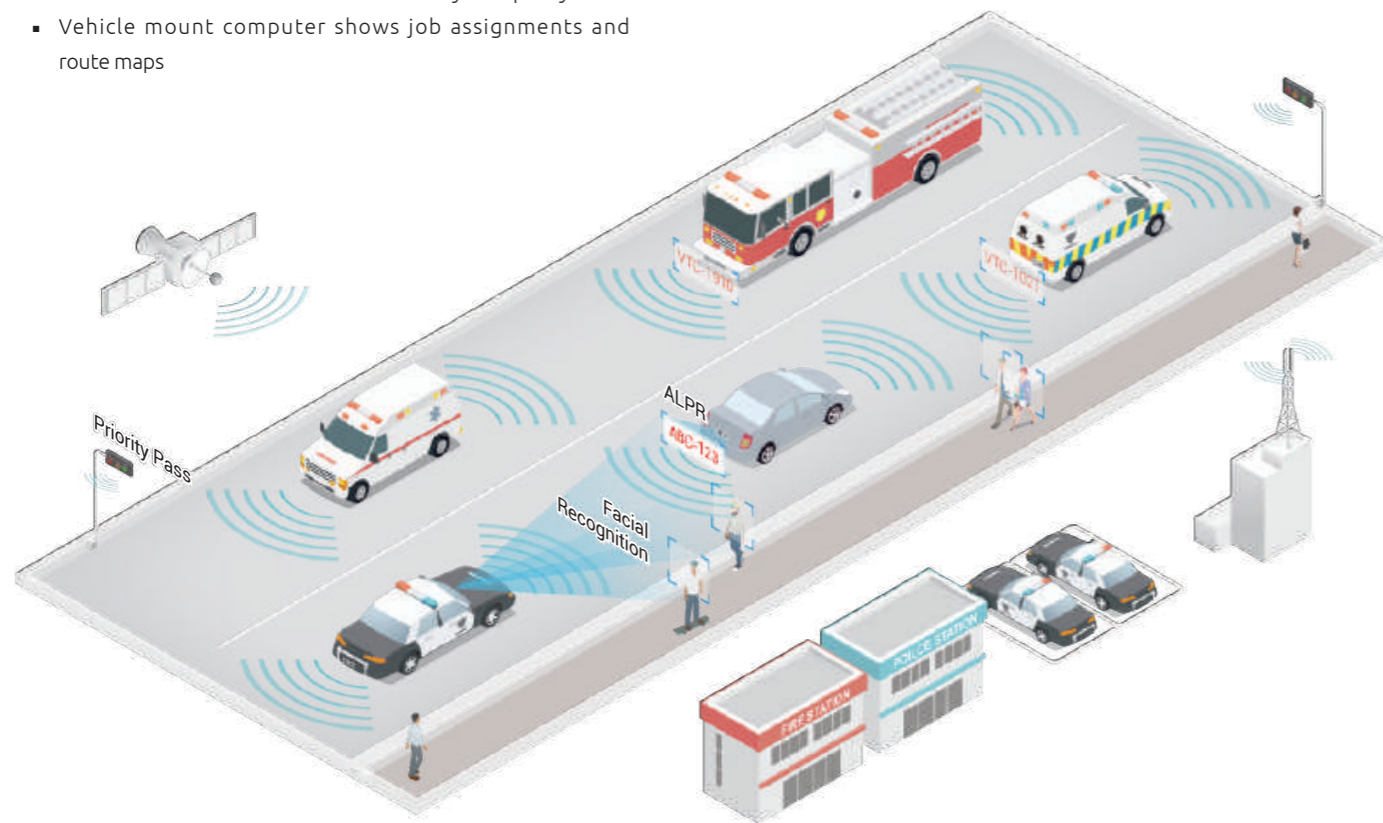 ▪ Vehicle mount computer shows job assignments and
route maps
VTC-1910
VTC-1021
ALPR
ABC-123
Priority Pass
Facial
Recognition
POLICE STATION
FIRE STATION